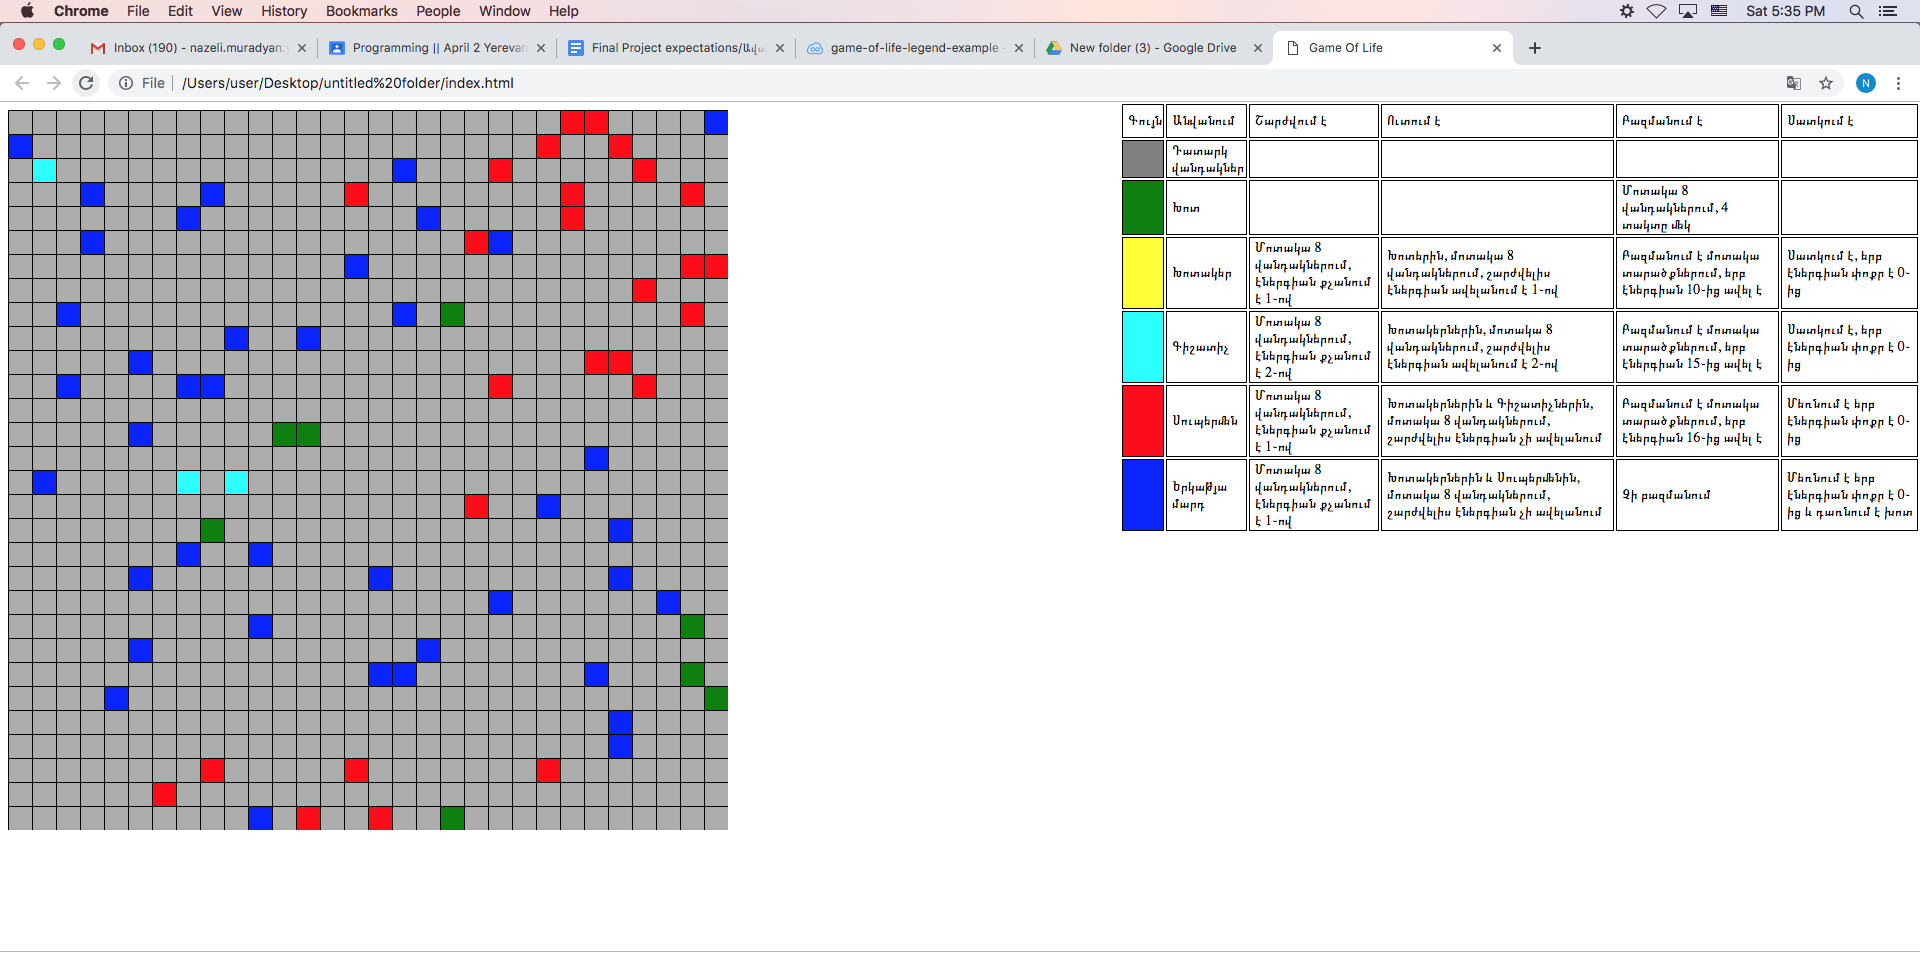 Chrome File Edit View History Bookmarks People Window Help Sat 5:35 PM
Inbox (190) - nazeli.muradyan. Programming || April 2 Yerevan Final Project expectations/Ավա game-of-life-legend-example - New folder (3) - Google Drive Game Of Life
File /Users/user/Desktop/untitled%20folder/index.html N
Գույն Անվանում Շարժվում է Ուտում է Բազմանում է Սատկում է
Դատարկ
վանդակներ
Խոտ
Մոտակա 8
վանդակներում, 4
տակտը մեկ
Խոտակեր
Մոտակա 8
վանդակներում,
էներգիան քչանում
է 1-ով
Խոտերին, մոտակա 8
վանդակներում, շարժվելիս
էներգիան ավելանում է 1-ով
Բազմանում է մոտակա
տարածքներում, երբ
էներգիան 10-ից ավել է
Սատկում է, երբ
էներգիան փոքր է 0-
ից
Գիշատիչ
Մոտակա 8
վանդակներում,
էներգիան քչանում
է 2-ով
Խոտակերներին, մոտակա 8
վանդակներում, շարժվելիս
էներգիան ավելանում է 2-ով
Բազմանում է մոտակա
տարածքներում, երբ
էներգիան 15-ից ավել է
Սատկում է, երբ
էներգիան փոքր է 0-
ից
Սուպերմեն
Մոտակա 8
վանդակներում,
էներգիան քչանում
է 1-ով
Խոտակերներին և Գիշատիչներին,
մոտակա 8 վանդակներում,
շարժվելիս էներգիան չի ավելանում
Բազմանում է մոտակա
տարածքներում, երբ
էներգիան 16-ից ավել է
Մեռնում է երբ
էներգիան փոքր է 0-
ից
Երկաթյա
մարդ
Մոտակա 8
վանդակներում,
էներգիան քչանում
է 1-ով
Խոտակերներին և Սուպերմենին,
մոտակա 8 վանդակներում,
շարժվելիս էներգիան չի ավելանում
Չի բազմանում
Մեռնում է երբ
էներգիան փոքր է 0-
ից և դառնում է խոտ